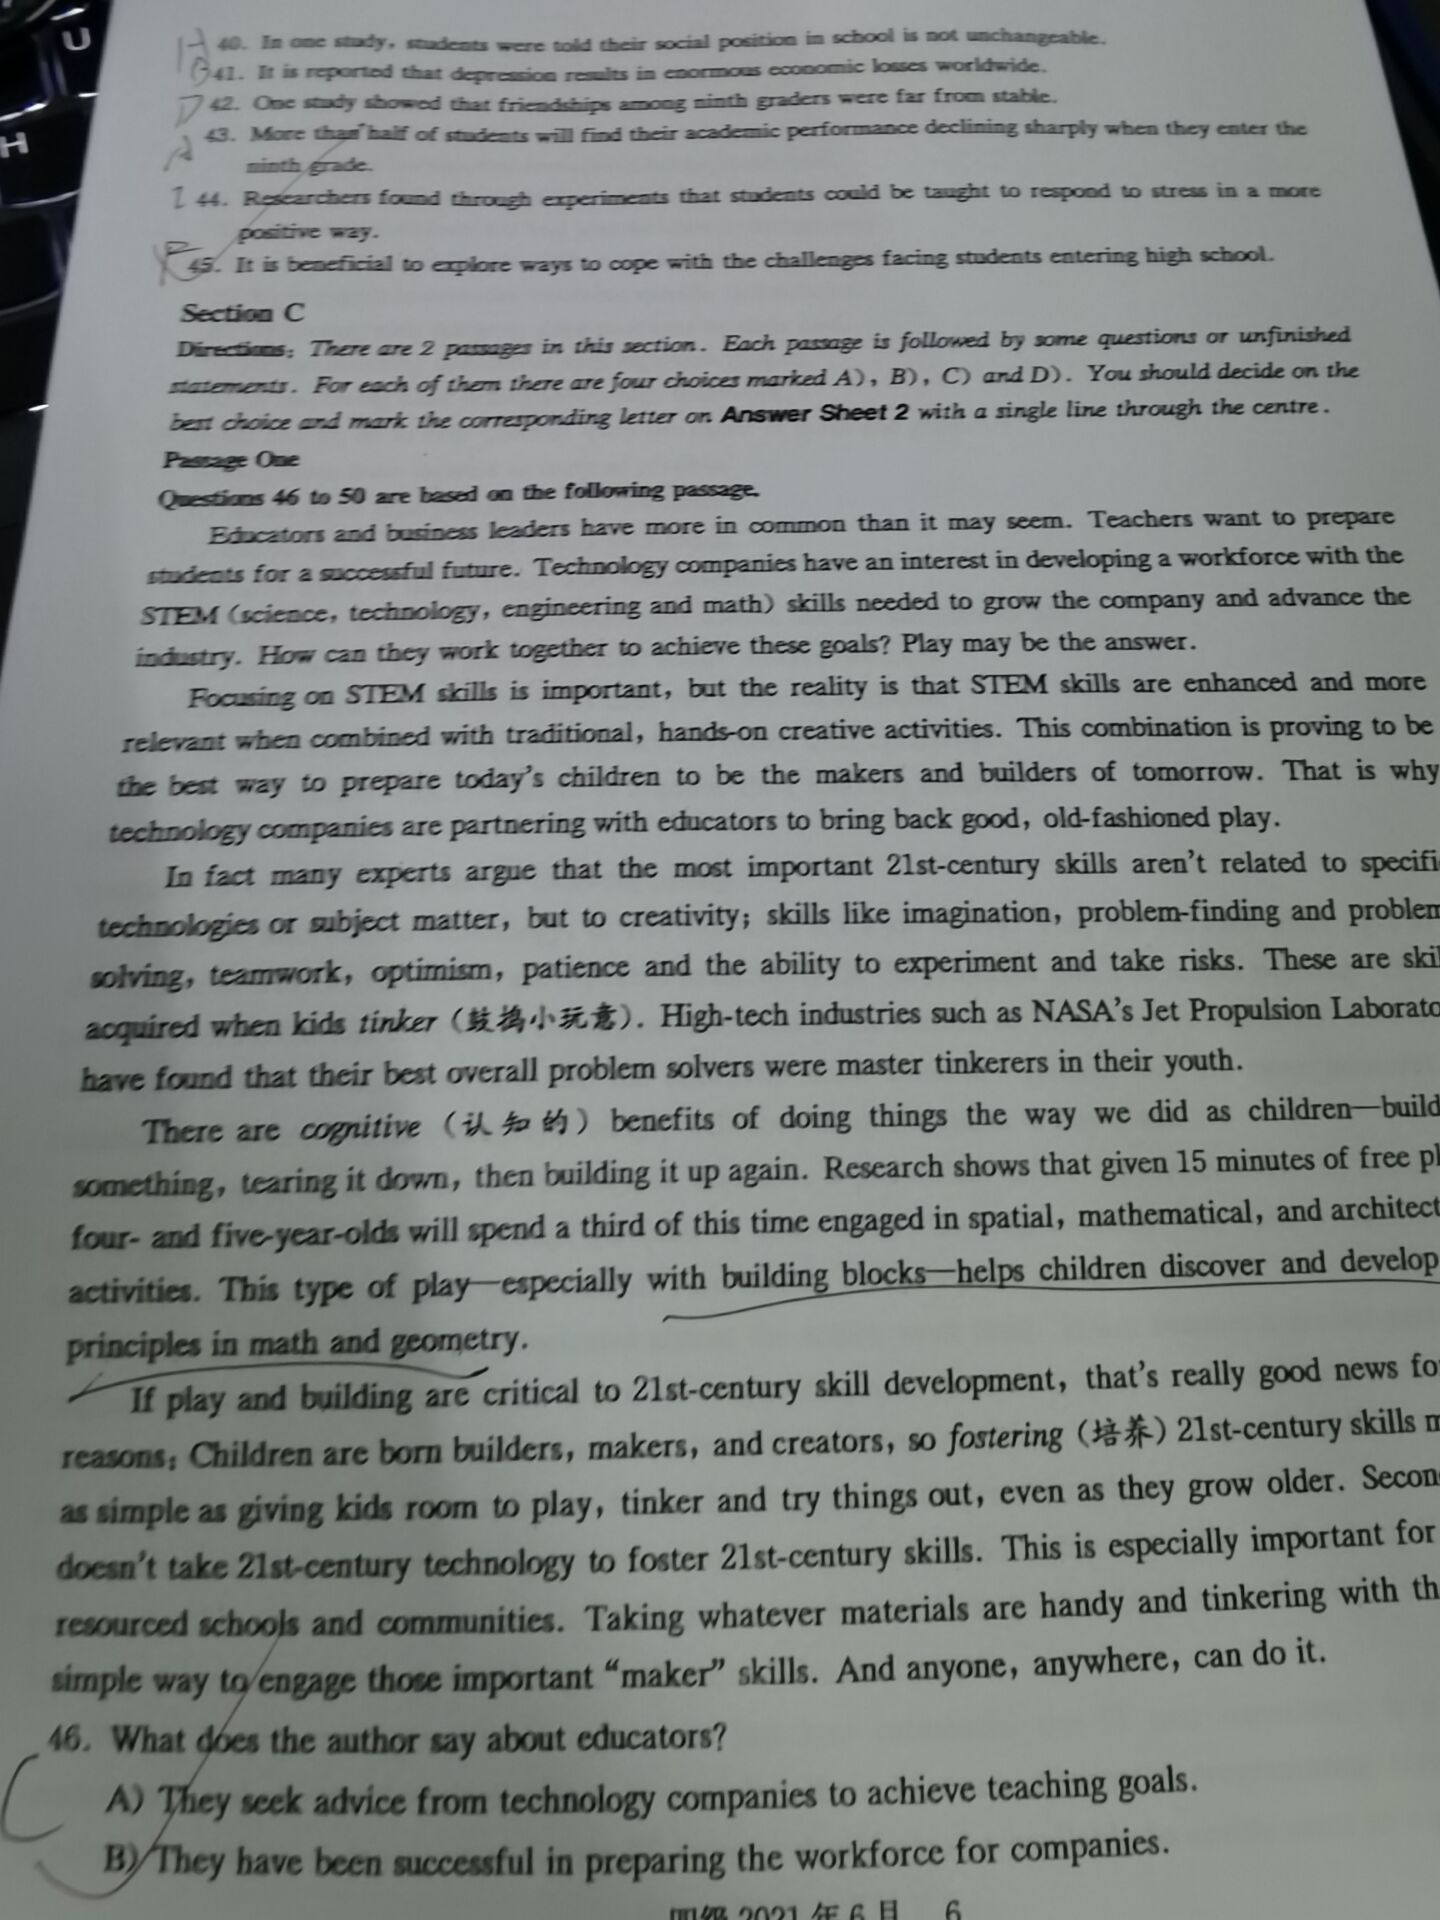 U
H
H 40. In one study, students were told their social position in school is not unchangeable.
B 41. It is reported that depression results in enormous economic losses worldwide.
D 42. One study showed that friendships among ninth graders were far from stable.
43. More than half of students will find their academic performance declining sharply when they enter the
ninth grade.
I 44. Researchers found through experiments that students could be taught to respond to stress in a more
positive way.
45. It is beneficial to explore ways to cope with the challenges facing students entering high school.
Section C
Directions: There are 2 passages in this section. Each passage is followed by some questions or unfinished
statements. For each of them there are four choices marked A), B), C) and D). You should decide on the
best choice and mark the corresponding letter on Answer Sheet 2 with a single line through the centre.
Passage One
Questions 46 to 50 are based on the following passage.
Educators and business leaders have more in common than it may seem. Teachers want to prepare
students for a successful future. Technology companies have an interest in developing a workforce with the
STEM (science, technology, engineering and math) skills needed to grow the company and advance the
industry. How can they work together to achieve these goals? Play may be the answer.
Focusing on STEM skills is important, but the reality is that STEM skills are enhanced and more
relevant when combined with traditional, hands-on creative activities. This combination is proving to be
the best way to prepare today's children to be the makers and builders of tomorrow. That is why
technology companies are partnering with educators to bring back good, old-fashioned play.
In fact many experts argue that the most important 21st-century skills aren't related to specifi
technologies or subject matter, but to creativity; skills like imagination, problem-finding and problem
solving, teamwork, optimism, patience and the ability to experiment and take risks. These are skil
acquired when kids tinker (鼓捣小玩意). High-tech industries such as NASA's Jet Propulsion Laborato
have found that their best overall problem solvers were master tinkerers in their youth.
There are cognitive (认知的) benefits of doing things the way we did as children—build
something, tearing it down, then building it up again. Research shows that given 15 minutes of free pl
four- and five-year-olds will spend a third of this time engaged in spatial, mathematical, and architect
activities. This type of play—especially with building blocks—helps children discover and develop
principles in math and geometry.
If play and building are critical to 21st-century skill development, that's really good news fo
reasons: Children are born builders, makers, and creators, so fostering (培养) 21st-century skills m
as simple as giving kids room to play, tinker and try things out, even as they grow older. Secon
doesn't take 21st-century technology to foster 21st-century skills. This is especially important for
resourced schools and communities. Taking whatever materials are handy and tinkering with th
simple way to engage those important "maker" skills. And anyone, anywhere, can do it.
46. What does the author say about educators?
C A) They seek advice from technology companies to achieve teaching goals.
B) They have been successful in preparing the workforce for companies.
四级 2021 年 6 月 6